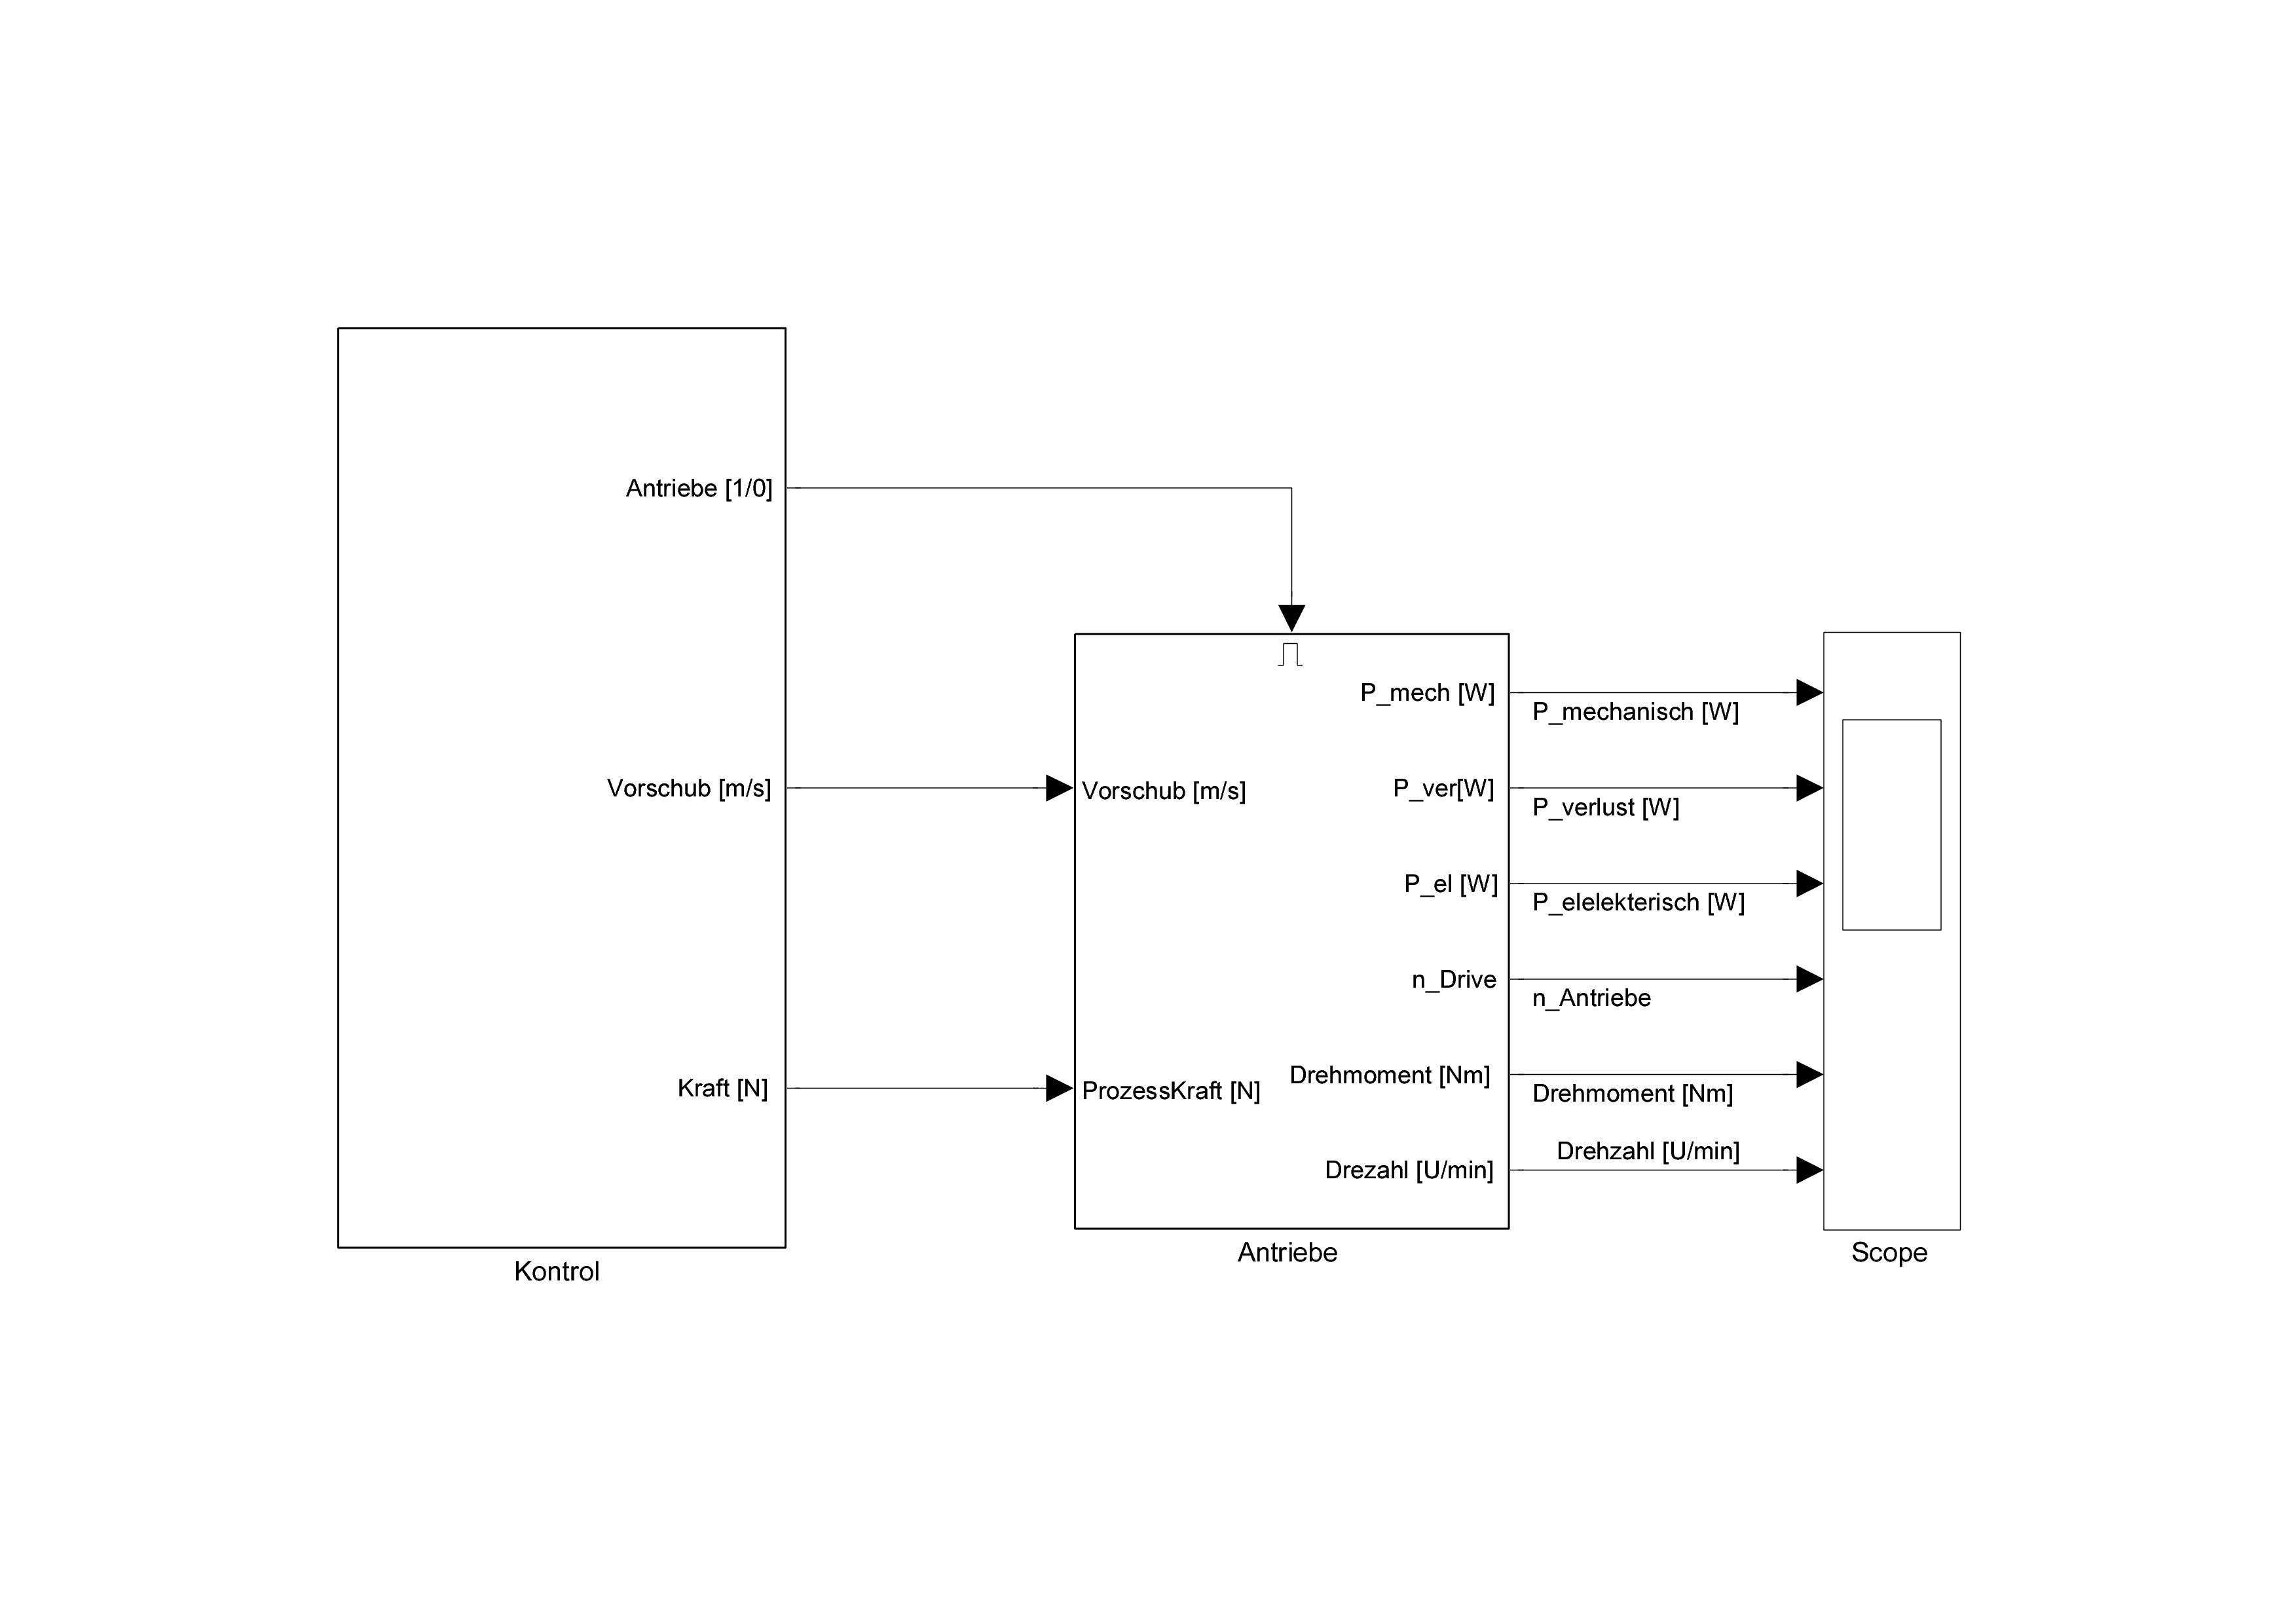 Antriebe [1/0]
Vorschub [m/s]
Kraft [N]
Kontrol
Vorschub [m/s]
ProzessKraft [N]
P_mech [W]
P_ver[W]
P_el [W]
n_Drive
Drehmoment [Nm]
Drezahl [U/min]
Antriebe
P_mechanisch [W]
P_verlust [W]
P_elelekterisch [W]
n_Antriebe
Drehmoment [Nm]
Drehzahl [U/min]
Scope